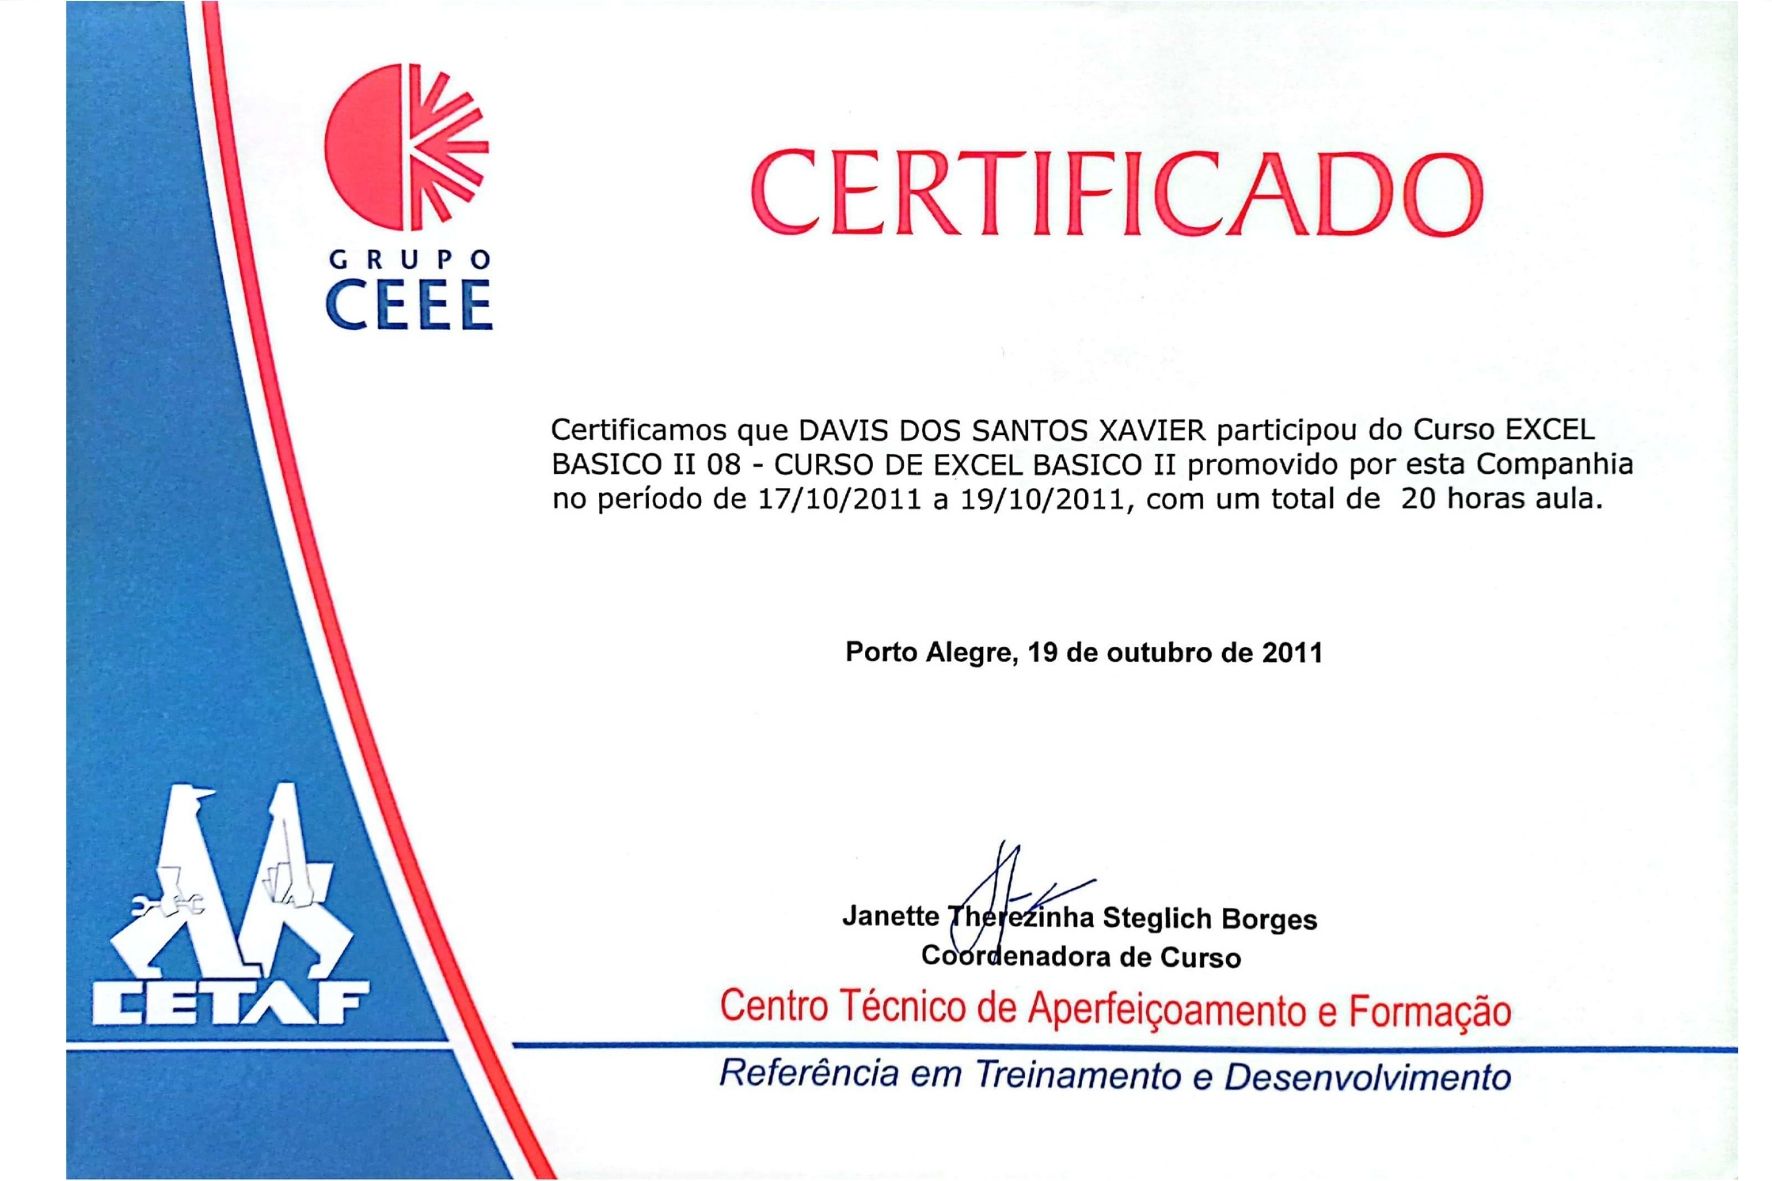 GRUPO
CEEE
CERTIFICADO
Certificamos que DAVIS DOS SANTOS XAVIER participou do Curso EXCEL
BASICO II 08 - CURSO DE EXCEL BASICO II promovido por esta Companhia
no período de 17/10/2011 a 19/10/2011, com um total de 20 horas aula.
Porto Alegre, 19 de outubro de 2011
Janette Therezinha Steglich Borges
Coordenadora de Curso
CETAF
Centro Técnico de Aperfeiçoamento e Formação
Referência em Treinamento e Desenvolvimento